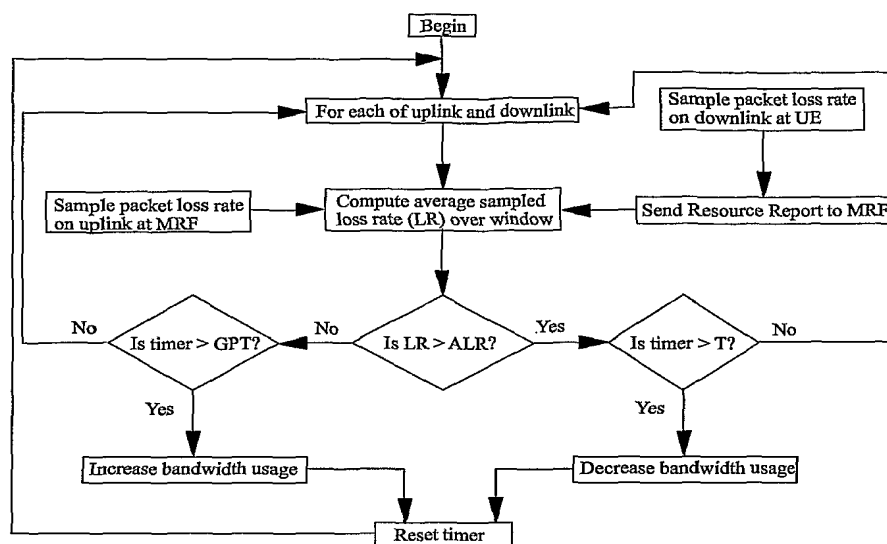 Begin
For each of uplink and downlink
Sample packet loss rate
on downlink at UE
Sample packet loss rate
on uplink at MRF
Compute average sampled
loss rate (LR) over window
Send Resource Report to MRF
No
Is timer > GPT?
No
Is LR > ALR?
Yes
Is timer > T?
No
Yes
Yes
Increase bandwidth usage
Decrease bandwidth usage
Reset timer